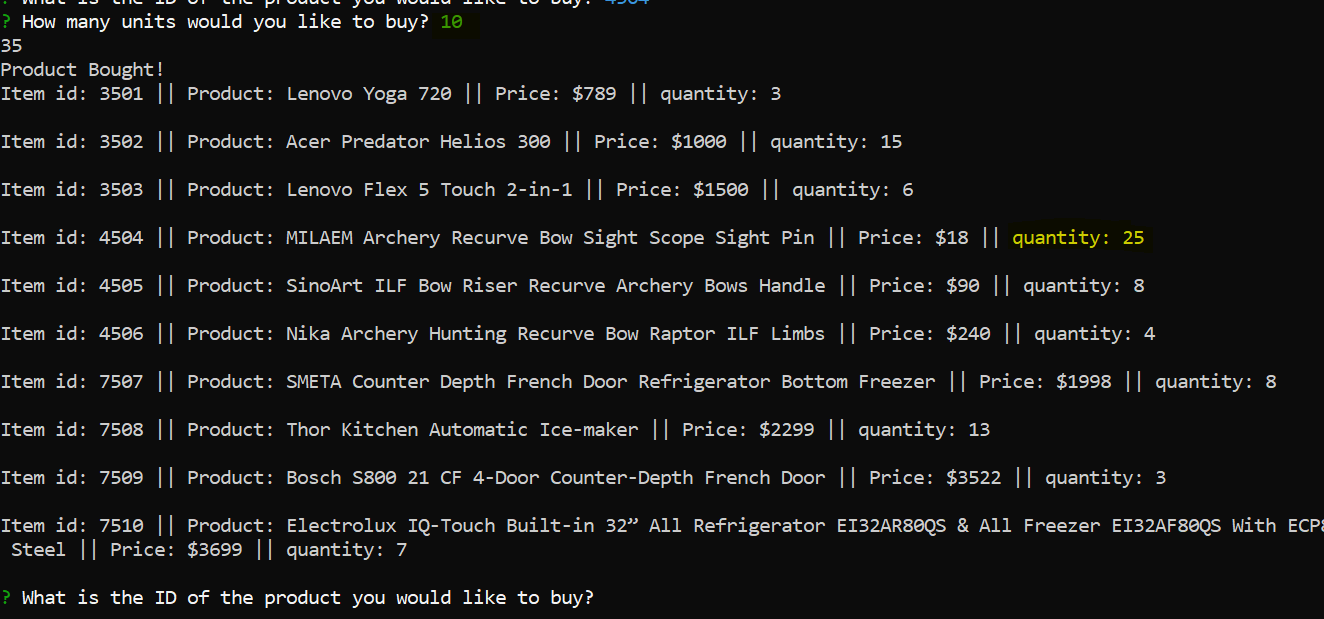 ? What is the ID of the product you would like to buy? 4504
? How many units would you like to buy? 10
35
Product Bought!
Item id: 3501 || Product: Lenovo Yoga 720 || Price: $789 || quantity: 3
Item id: 3502 || Product: Acer Predator Helios 300 || Price: $1000 || quantity: 15
Item id: 3503 || Product: Lenovo Flex 5 Touch 2-in-1 || Price: $1500 || quantity: 6
Item id: 4504 || Product: MILAEM Archery Recurve Bow Sight Scope Sight Pin || Price: $18 || quantity: 25
Item id: 4505 || Product: SinoArt ILF Bow Riser Recurve Archery Bows Handle || Price: $90 || quantity: 8
Item id: 4506 || Product: Nika Archery Hunting Recurve Bow Raptor ILF Limbs || Price: $240 || quantity: 4
Item id: 7507 || Product: SMETA Counter Depth French Door Refrigerator Bottom Freezer || Price: $1998 || quantity: 8
Item id: 7508 || Product: Thor Kitchen Automatic Ice-maker || Price: $2299 || quantity: 13
Item id: 7509 || Product: Bosch S800 21 CF 4-Door Counter-Depth French Door || Price: $3522 || quantity: 3
Item id: 7510 || Product: Electrolux IQ-Touch Built-in 32” All Refrigerator EI32AR80QS & All Freezer EI32AF80QS With ECP8
Steel || Price: $3699 || quantity: 7
? What is the ID of the product you would like to buy?